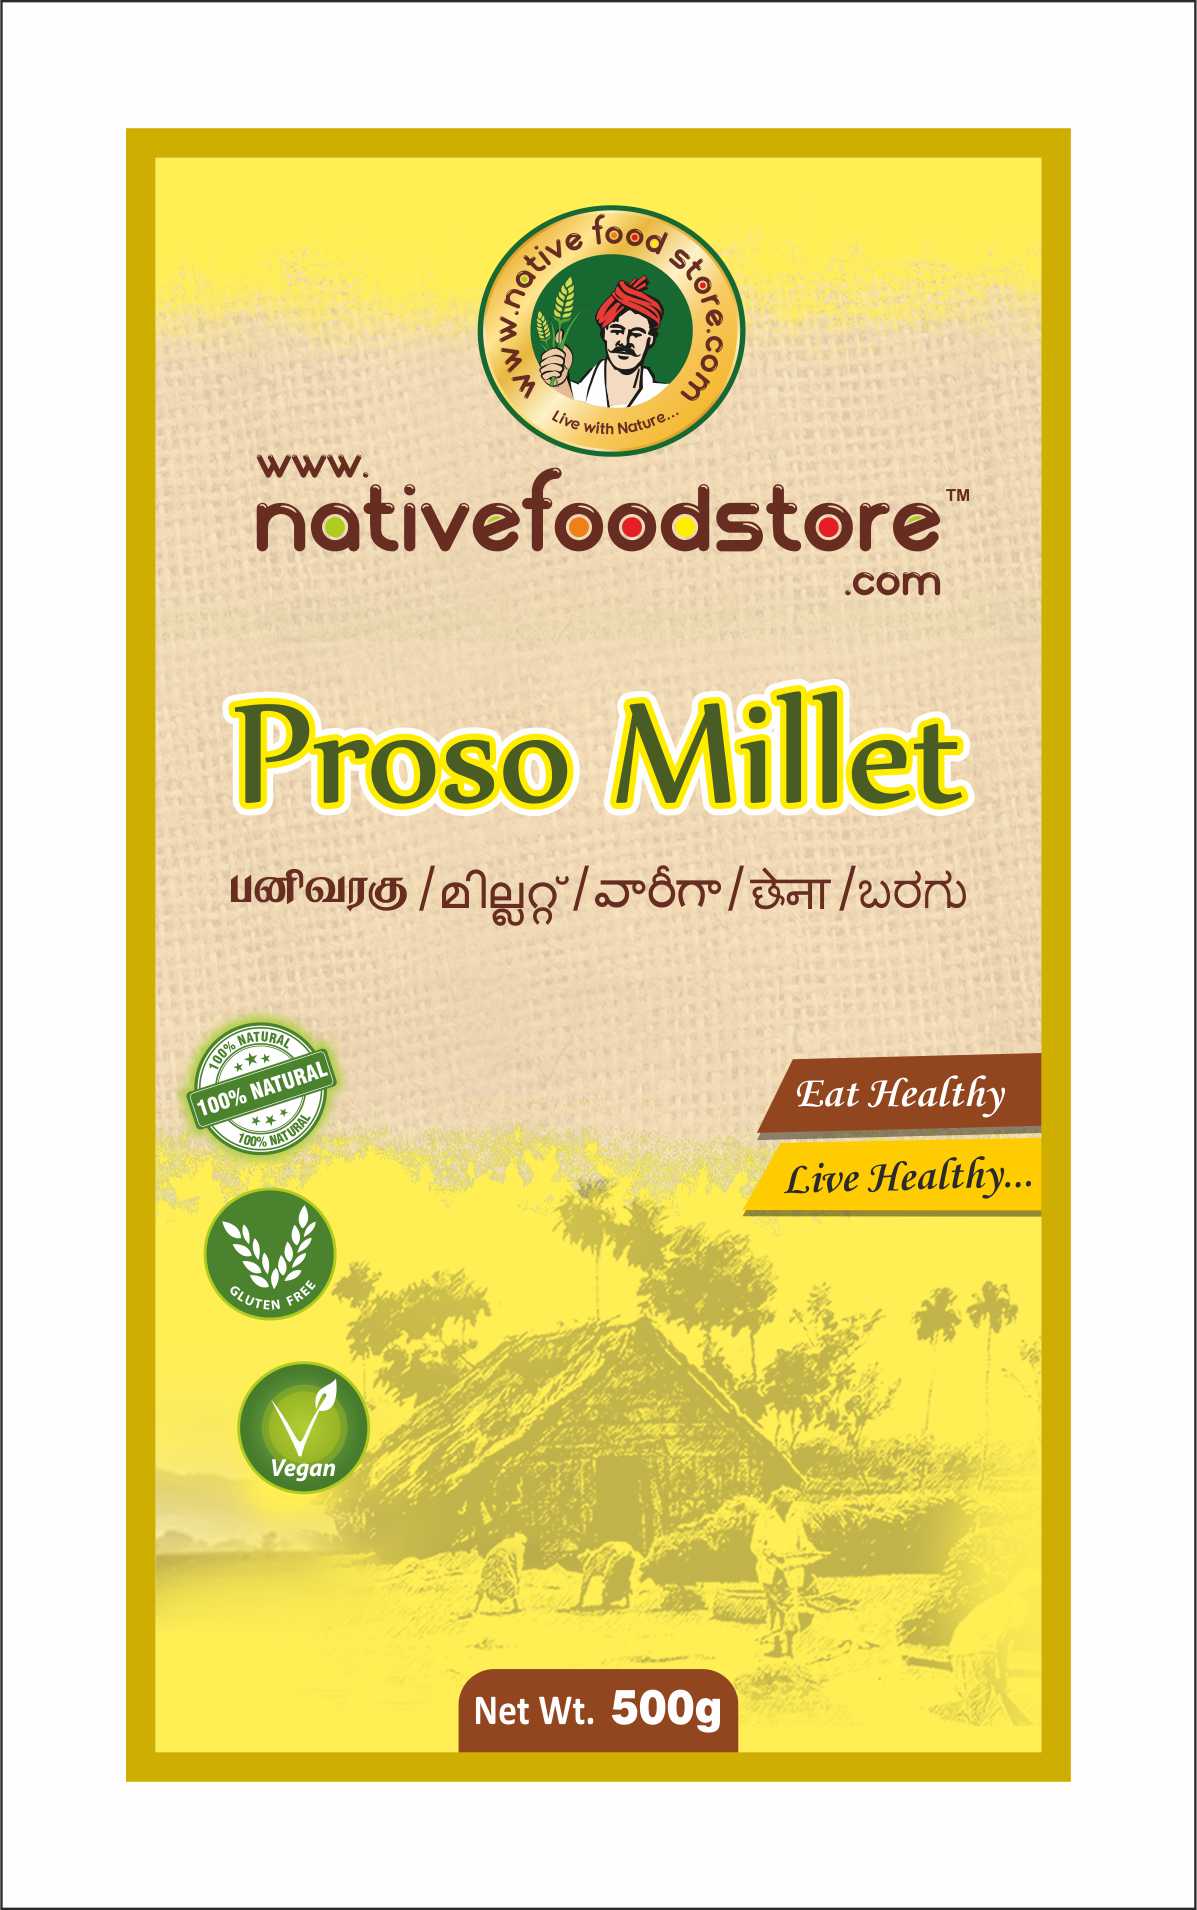 www.native food store.com
Live with Nature...
www.
nativefoodstore™
.com
Proso Millet
பனிவரகு / മില്ലറ്റ് / వారీగా / छेना / ಬರಗು
100% NATURAL
100% NATURAL
100% NATURAL
Eat Healthy
Live Healthy...
GLUTEN FREE
Vegan
Net Wt. 500g